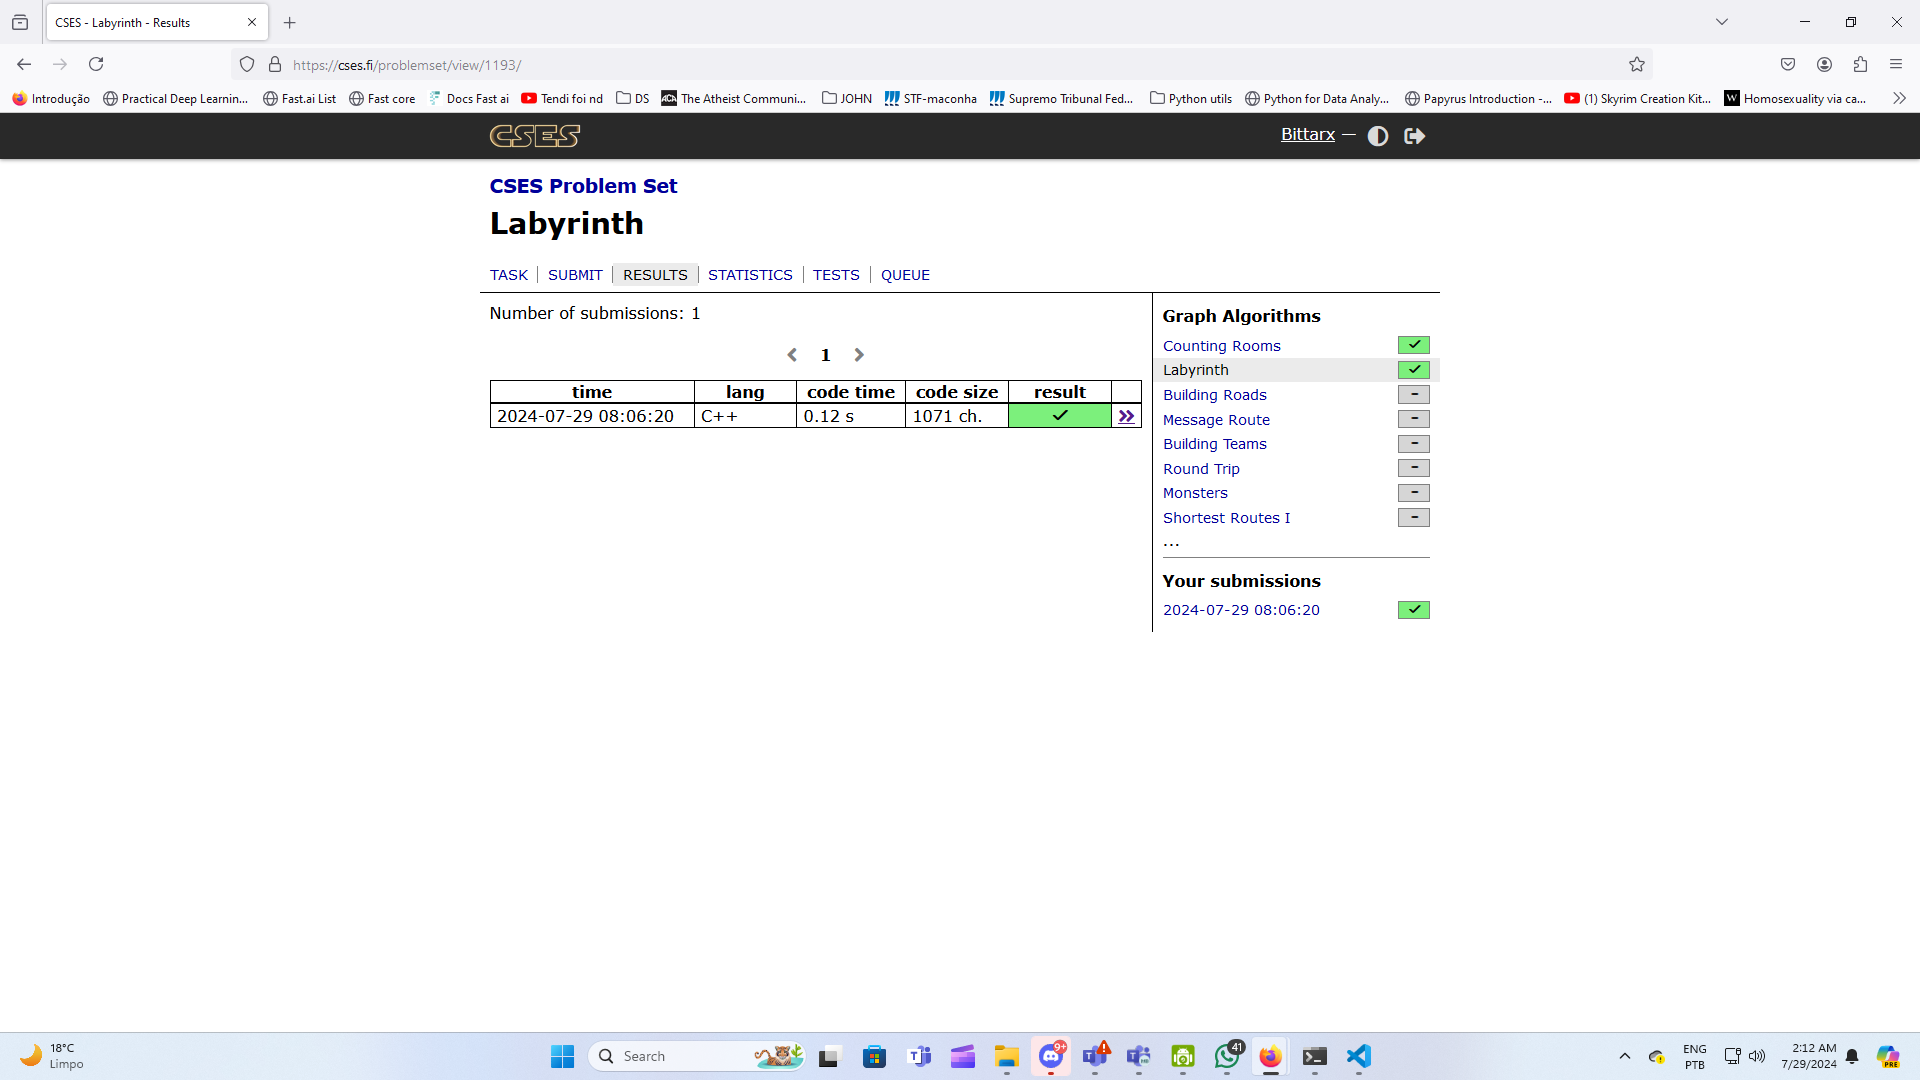 CSES - Labyrinth - Results
https://cses.fi/problemset/view/1193/
Introdução
Practical Deep Learnin...
Fast.ai List
Fast core
Docs Fast ai
Tendi foi nd
DS
The Atheist Communi...
JOHN
STF-maconha
Supremo Tribunal Fed...
Python utils
Python for Data Analy...
Papyrus Introduction -...
(1) Skyrim Creation Kit...
W Homosexuality via ca...
CSES
Bittarx —
CSES Problem Set
Labyrinth
TASK | SUBMIT | RESULTS | STATISTICS | TESTS | QUEUE
Number of submissions: 1
1
time lang code time code size result
2024-07-29 08:06:20 C++ 0.12 s 1071 ch.
Graph Algorithms
Counting Rooms
Labyrinth
Building Roads –
Message Route –
Building Teams –
Round Trip –
Monsters –
Shortest Routes I –
...
Your submissions
2024-07-29 08:06:20
18°C
Limpo
Search
9+
41
ENG
PTB
2:12 AM
7/29/2024
PRE